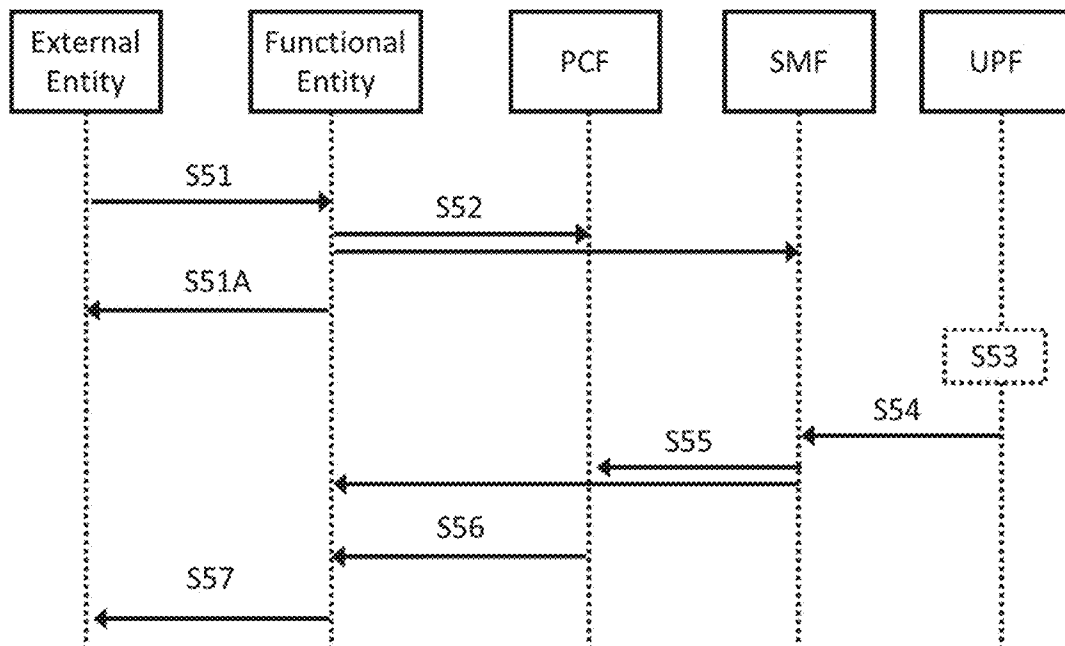 External
Entity
Functional
Entity
PCF
SMF
UPF
S51
S52
S51A
S53
S54
S55
S56
S57